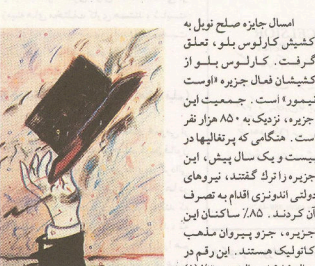 امسال جایزه صلح نوبل به
کشیش کارلوس بلو، تعلق
گرفت. کارلوس بلو از
کشیشان فعال جزیره «اوست
تیمور» است. جمعیت این
جزیره، نزدیک به ۸۵۰ هزار نفر
است. هنگامی که پرتغالیها در
بیست و یک سال پیش، این
جزیره را ترك گفتند، نیروهای
دولتی اندونزی اقدام به تصرف
آن کردند. ۸۵٪ ساکنان این
جزیره، جزو پیروان مذهب
کاتولیک هستند. این رقم در